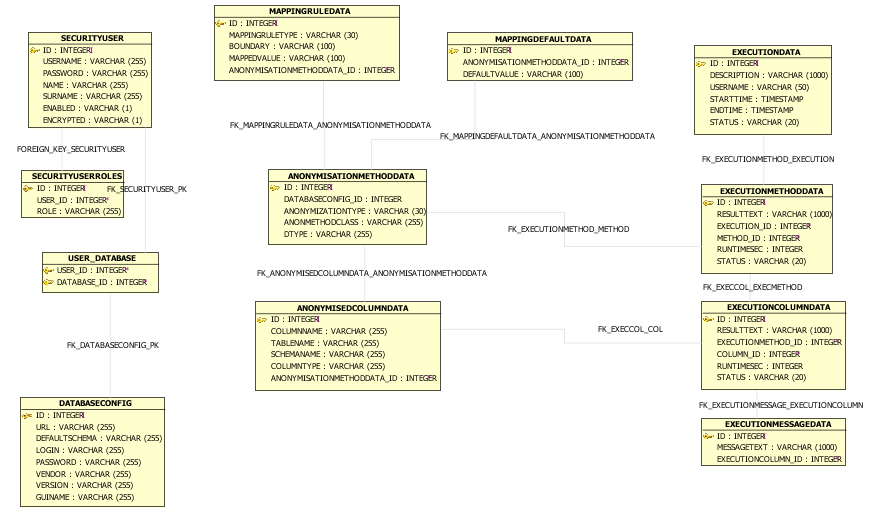 SECURITYUSER
ID : INTEGER
USERNAME : VARCHAR (255)
PASSWORD : VARCHAR (255)
NAME : VARCHAR (255)
SURNAME : VARCHAR (255)
ENABLED : VARCHAR (1)
ENCRYPTED : VARCHAR (1)
FOREIGN_KEY_SECURITYUSER
SECURITYUSERROLES
ID : INTEGER
USER_ID : INTEGER
ROLE : VARCHAR (255)
FK_SECURITYUSER_PK
USER_DATABASE
USER_ID : INTEGER
DATABASE_ID : INTEGER
FK_DATABASECONFIG_PK
DATABASECONFIG
ID : INTEGER
URL : VARCHAR (255)
DEFAULTSCHEMA : VARCHAR (255)
LOGIN : VARCHAR (255)
PASSWORD : VARCHAR (255)
VENDOR : VARCHAR (255)
VERSION : VARCHAR (255)
GUINAME : VARCHAR (255)
MAPPINGRULEDATA
ID : INTEGER
MAPPINGRULETYPE : VARCHAR (30)
BOUNDARY : VARCHAR (100)
MAPPEDVALUE : VARCHAR (100)
ANONYMISATIONMETHODDATA_ID : INTEGER
FK_MAPPINGRULEDATA_ANONYMISATIONMETHODDATA
MAPPINGDEFAULTDATA
ID : INTEGER
ANONYMISATIONMETHODDATA_ID : INTEGER
DEFAULTVALUE : VARCHAR (100)
FK_MAPPINGDEFAULTDATA_ANONYMISATIONMETHODDATA
ANONYMISATIONMETHODDATA
ID : INTEGER
DATABASECONFIG_ID : INTEGER
ANONYMIZATIONTYPE : VARCHAR (30)
ANONMETHODCLASS : VARCHAR (255)
DTYPE : VARCHAR (255)
FK_EXECUTIONMETHOD_METHOD
FK_ANONYMISEDCOLUMNDATA_ANONYMISATIONMETHODDATA
ANONYMISEDCOLUMNDATA
ID : INTEGER
COLUMNNAME : VARCHAR (255)
TABLENAME : VARCHAR (255)
SCHEMANAME : VARCHAR (255)
COLUMNTYPE : VARCHAR (255)
ANONYMISATIONMETHODDATA_ID : INTEGER
FK_EXECCOL_COL
EXECUTIONDATA
ID : INTEGER
DESCRIPTION : VARCHAR (1000)
USERNAME : VARCHAR (50)
STARTTIME : TIMESTAMP
ENDTIME : TIMESTAMP
STATUS : VARCHAR (20)
FK_EXECUTIONMETHOD_EXECUTION
EXECUTIONMETHODDATA
ID : INTEGER
RESULTTEXT : VARCHAR (1000)
EXECUTION_ID : INTEGER
METHOD_ID : INTEGER
RUNTIMESEC : INTEGER
STATUS : VARCHAR (20)
FK_EXECCOL_EXECMETHOD
EXECUTIONCOLUMNDATA
ID : INTEGER
RESULTTEXT : VARCHAR (1000)
EXECUTIONMETHOD_ID : INTEGER
COLUMN_ID : INTEGER
RUNTIMESEC : INTEGER
STATUS : VARCHAR (20)
FK_EXECUTIONMESSAGE_EXECUTIONCOLUMN
EXECUTIONMESSAGEDATA
ID : INTEGER
MESSAGETEXT : VARCHAR (1000)
EXECUTIONCOLUMN_ID : INTEGER